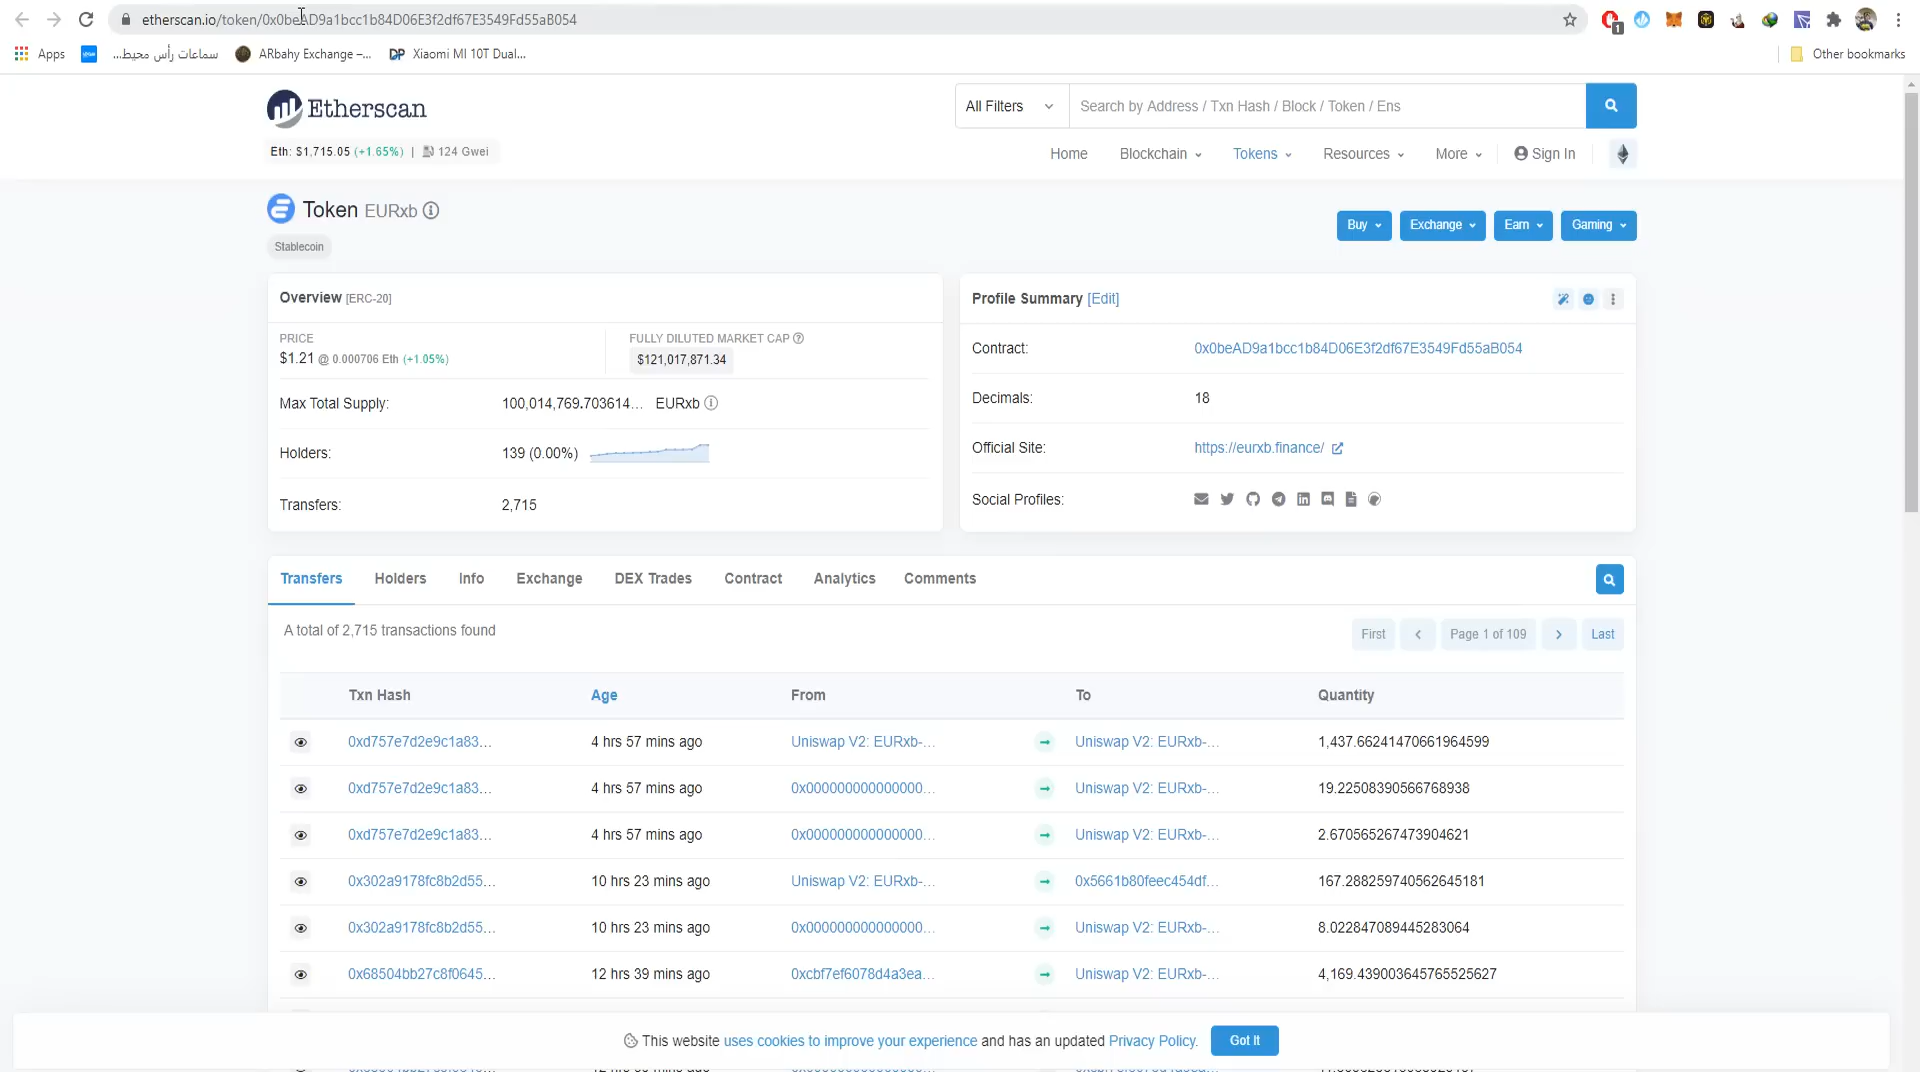 etherscan.io/token/0x0beAD9a1bcc1b84D06E3f2df67E3549Fd55aB054
1
Apps
سماعات رأس محيط...
ARbahy Exchange –...
DP
Xiaomi MI 10T Dual...
Other bookmarks
Etherscan
All Filters
Search by Address / Txn Hash / Block / Token / Ens
Eth: $1,715.05 (+1.65%) | 124 Gwei
Home
Blockchain
Tokens
Resources
More
Sign In
Token EURxb
Stablecoin
Buy
Exchange
Earn
Gaming
Overview [ERC-20]
PRICE
$1.21 @ 0.000706 Eth (+1.05%)
FULLY DILUTED MARKET CAP
$121,017,871.34
Max Total Supply:
100,014,769.703614... EURxb
Holders:
139 (0.00%)
Transfers:
2,715
Profile Summary [Edit]
Contract:
0x0beAD9a1bcc1b84D06E3f2df67E3549Fd55aB054
Decimals:
18
Official Site:
https://eurxb.finance/
Social Profiles:
Transfers
Holders
Info
Exchange
DEX Trades
Contract
Analytics
Comments
A total of 2,715 transactions found
First
Page 1 of 109
Last
Txn Hash Age From To Quantity
0xd757e7d2e9c1a83... 4 hrs 57 mins ago Uniswap V2: EURxb-... Uniswap V2: EURxb-... 1,437.66241470661964599
0xd757e7d2e9c1a83... 4 hrs 57 mins ago 0x000000000000000... Uniswap V2: EURxb-... 19.22508390566768938
0xd757e7d2e9c1a83... 4 hrs 57 mins ago 0x000000000000000... Uniswap V2: EURxb-... 2.670565267473904621
0x302a9178fc8b2d55... 10 hrs 23 mins ago Uniswap V2: EURxb-... 0x5661b80feec454df... 167.288259740562645181
0x302a9178fc8b2d55... 10 hrs 23 mins ago 0x000000000000000... Uniswap V2: EURxb-... 8.022847089445283064
0x68504bb27c8f0645... 12 hrs 39 mins ago 0xcbf7ef6078d4a3ea... Uniswap V2: EURxb-... 4,169.439003645765525627
This website uses cookies to improve your experience and has an updated Privacy Policy.
Got It